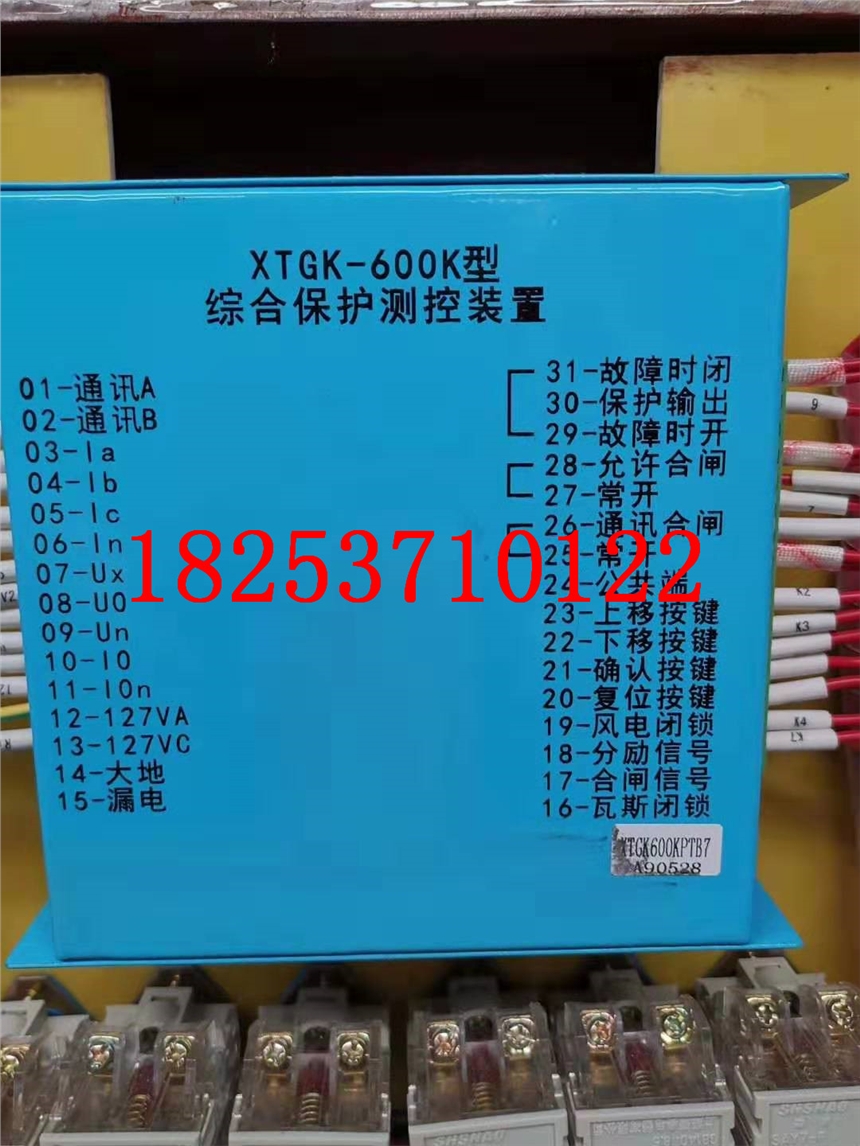 XTGK-600K型
综合保护测控装置
01-通讯A
02-通讯B
03-Ia
04-Ib
05-Ic
06-In
07-Ux
08-U0
09-Un
10-I0
11-I0n
12-127VA
13-127VC
14-大地
15-漏电
31-故障时闭
30-保护输出
29-故障时开
28-允许合闸
27-常开
26-通讯合闸
25-常开
24-公共端
23-上移按键
22-下移按键
21-确认按键
20-复位按键
19-风电闭锁
18-分励信号
17-合闸信号
16-瓦斯闭锁
18253710122
XTGK600KPTB7
A90528
9
7
K2
K3
K4
V2